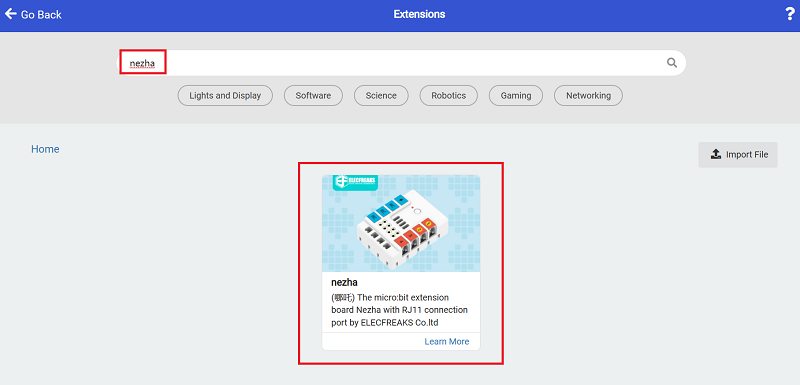 Go Back
Extensions
?
nezha
Lights and Display
Software
Science
Robotics
Gaming
Networking
Home
Import File
ELECFREAKS
nezha
(哪吒) The micro:bit extension
board Nezha with RJ11 connection
port by ELECFREAKS Co.ltd
Learn More